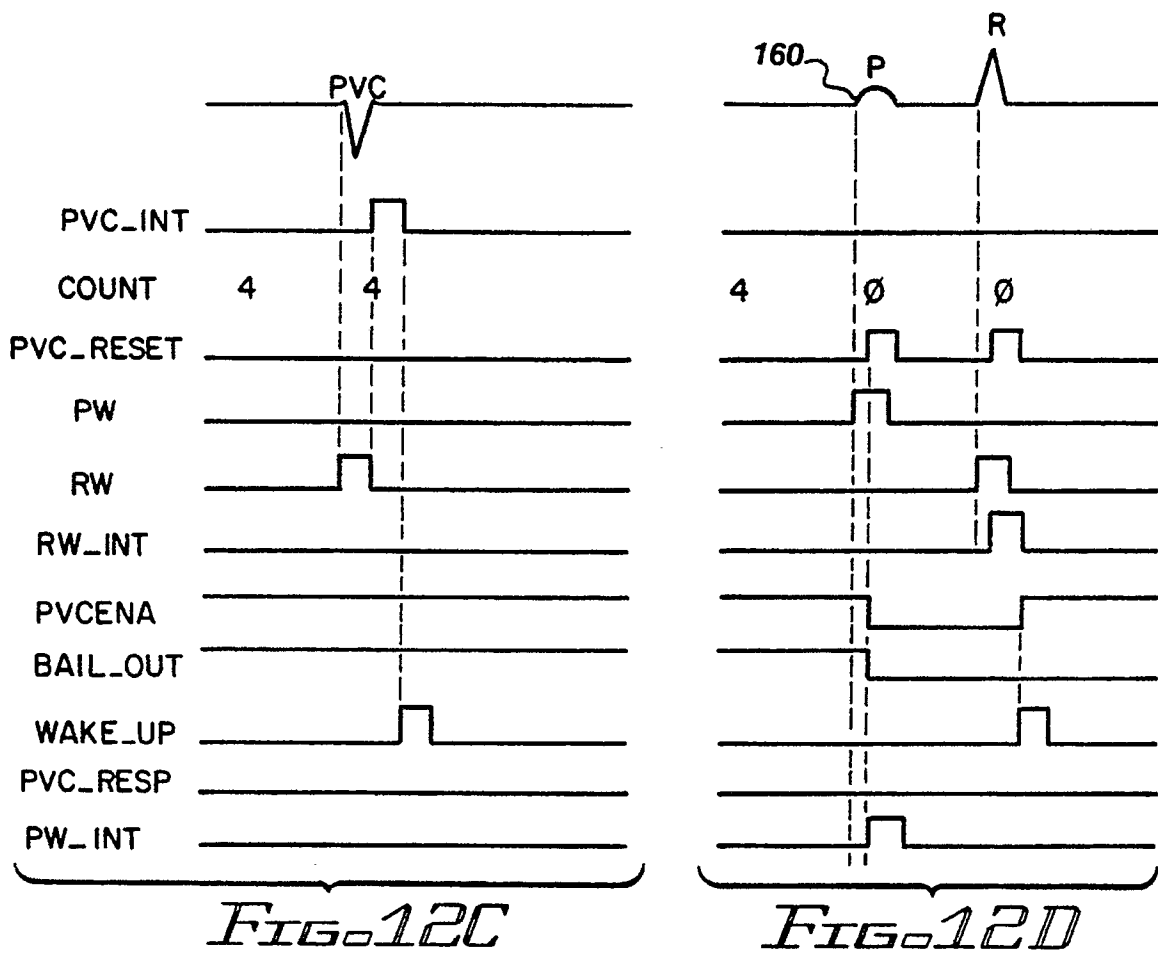 R
160 P
PVC
PVC_INT
COUNT 4 4 4 Ø Ø
PVC_RESET
PW
RW
RW_INT
PVCENA
BAIL_OUT
WAKE_UP
PVC_RESP
PW_INT
FIG. 12C FIG. 12D